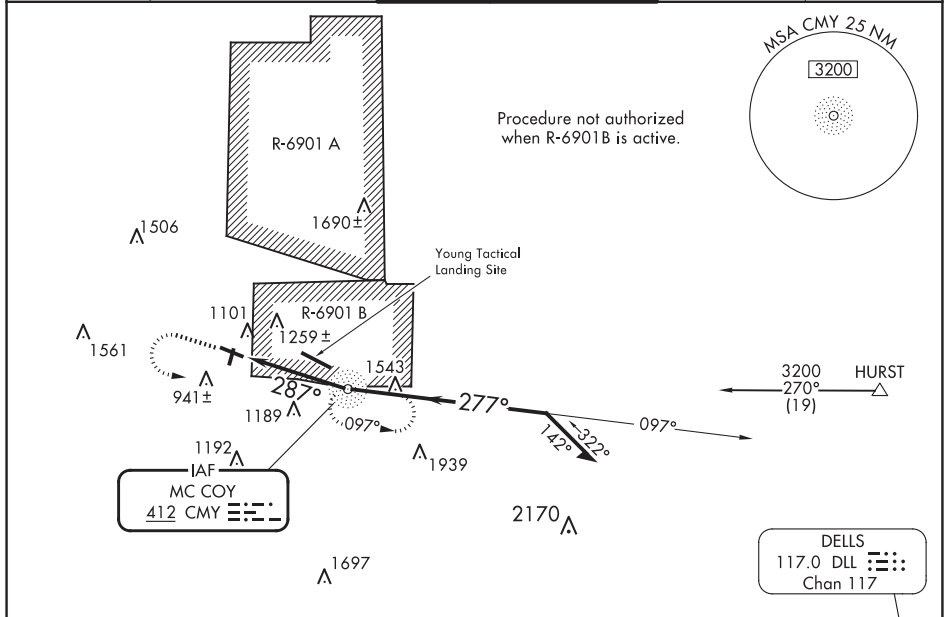 MSA CMY 25 NM
3200
Procedure not authorized
when R-6901B is active.
R-6901 A
1690±
1506
Young Tactical
Landing Site
R-6901 B
1101
1259±
1561
1543
941±
287°
1189
097°
277°
097°
322°
142°
3200
270°
(19)
HURST
1939
1192
IAF
MC COY
412 CMY
2170
1697
DELLS
117.0 DLL
Chan 117